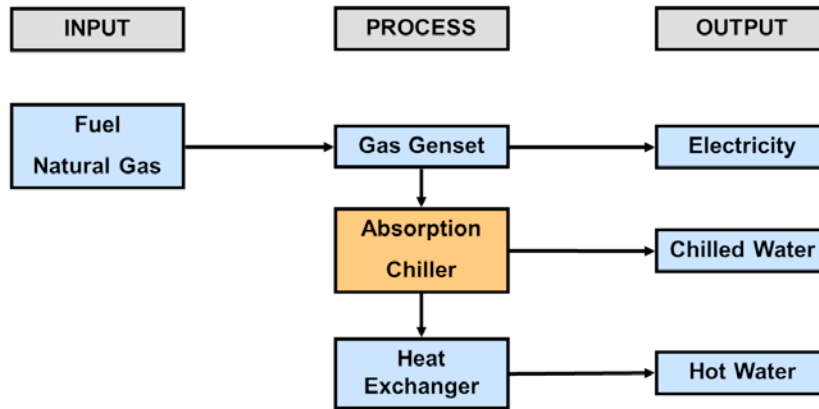 INPUT
PROCESS
OUTPUT
Fuel
Natural Gas
Gas Genset
Electricity
Absorption
Chiller
Chilled Water
Heat
Exchanger
Hot Water